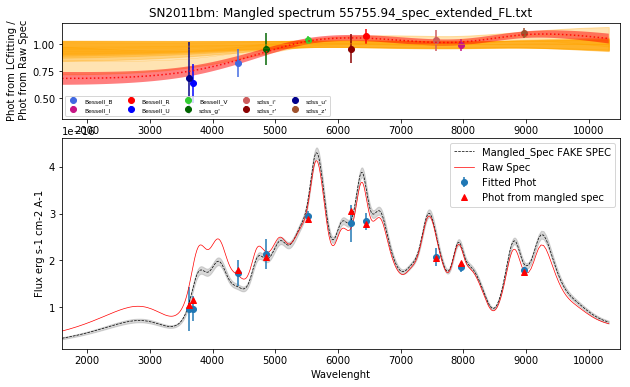 SN2011bm: Mangled spectrum 55755.94_spec_extended_FL.txt
Phot from LCfitting /
Phot from Raw Spec
1.00
0.75
0.50
Bessell_B Bessell_R Bessell_V sdss_i' sdss_u'
Bessell_I Bessell_U sdss_g' sdss_r' sdss_z'
2000 3000 4000 5000 6000 7000 8000 9000 10000
1e−16
Flux erg s-1 cm-2 A-1
4
3
2
1
Mangled_Spec FAKE SPEC
Raw Spec
Fitted Phot
Phot from mangled spec
2000 3000 4000 5000 6000 7000 8000 9000 10000
Wavelenght